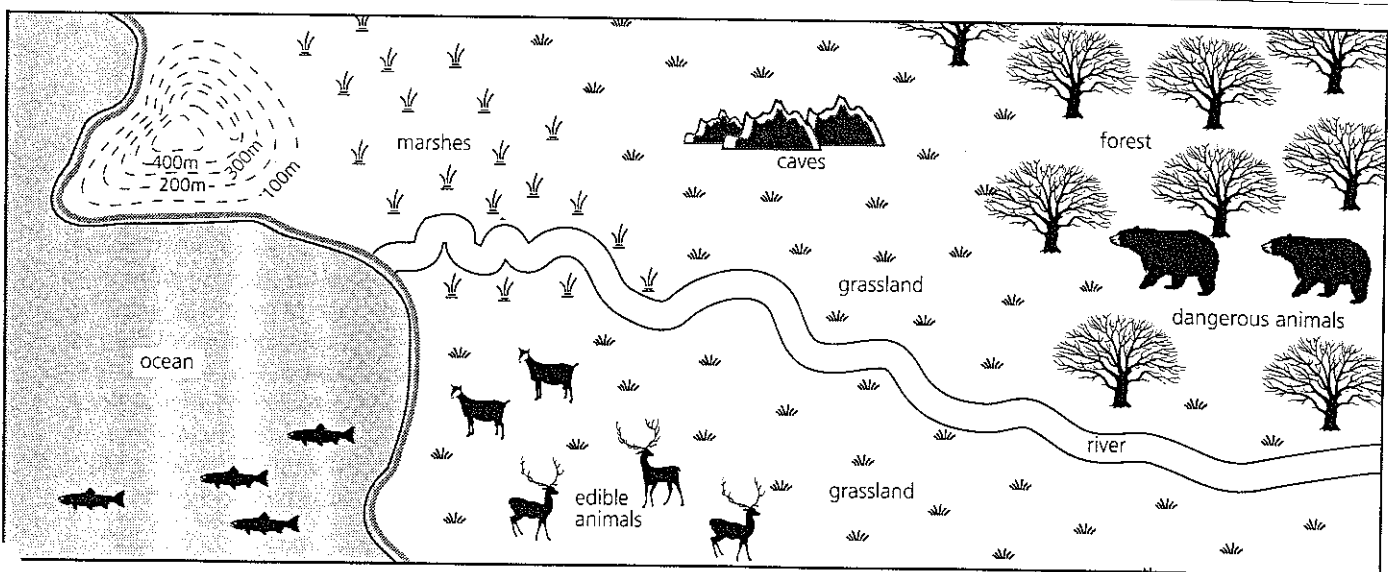 marshes
forest
400m
300m
200m
100m
caves
grassland
dangerous animals
ocean
river
edible
animals
grassland